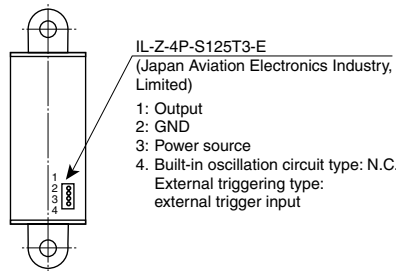 IL-Z-4P-S125T3-E
(Japan Aviation Electronics Industry,
Limited)
1: Output
2: GND
3: Power source
4. Built-in oscillation circuit type: N.C.
External triggering type:
external trigger input
1
2
3
4